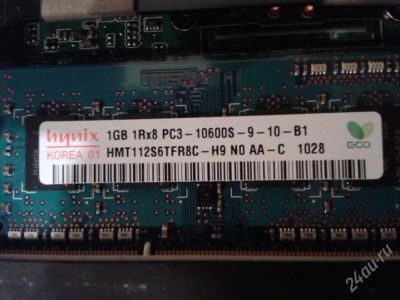 hynix
KOREA 01
1GB 1Rx8 PC3-10600S-9-10-B1
HMT112S6TFR8C-H9 N0 AA-C 1028
ECO
24au.ru